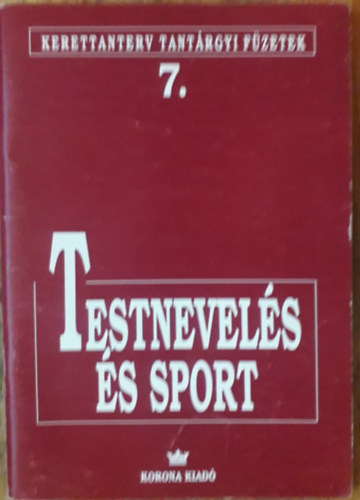 KERETTANTERV TANTÁRGYI FÜZETEK
7.
TESTNEVELÉS
ÉS SPORT
KORONA KIADÓ